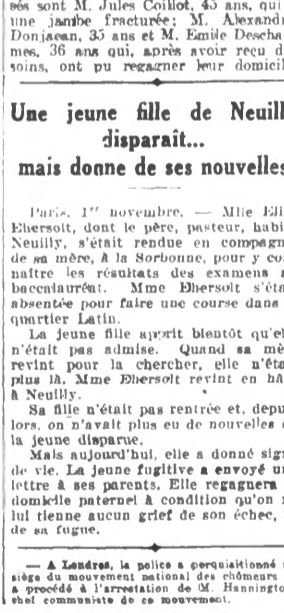 sés sont M. Jules Coillot, 45 ans, qui
une jambe fracturée; M. Alexandr
Donjaean, 35 ans et M. Emile Descha
mes, 36 ans qui, après avoir reçu d
soins, ont pu regagner leur domicil
Une jeune fille de Neuill
disparaît...
mais donne de ses nouvelles
Paris, 1er novembre. — Mlle Eli
Ehersolt, dont le père, pasteur, habi
Neuilly, s'était rendue en compagn
de sa mère, à la Sorbonne, pour y co
naître les résultats des examens
baccalauréat. Mme Ebersolt s'éta
absentée pour faire une course dans
quartier Latin.
La jeune fille apprit bientôt qu'el
n'était pas admise. Quand sa mè
revint pour la chercher, elle n'éta
plus là. Mme Ebersolt revint en hâ
à Neuilly.
Sa fille n'était pas rentrée et, depu
lors, on n'avait plus eu de nouvelles
la jeune disparue.
Mais aujourd'hui, elle a donné sign
de vie. La jeune fugitive a envoyé un
lettre à ses parents. Elle regagnera
domicile paternel à condition qu'on
lui tienne aucun grief de son échec,
de sa fugue.
— A Londres, la police a perquisitionné
siège du mouvement national des chômeurs
a procédé à l'arrestation de M. Hannington
chef communiste de ce mouvement.